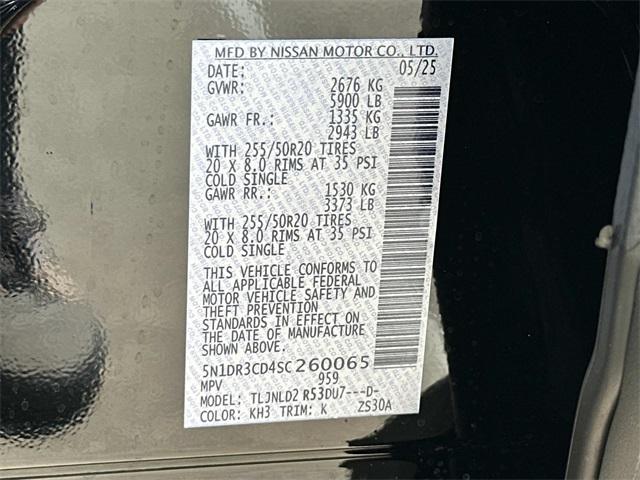 MFD BY NISSAN MOTOR CO., LTD.
DATE: 05/25
GVWR: 2676 KG
5900 LB
GAWR FR.: 1335 KG
2943 LB
WITH 255/50R20 TIRES
20 X 8.0 RIMS AT 35 PSI
COLD SINGLE
GAWR RR.: 1530 KG
3373 LB
WITH 255/50R20 TIRES
20 X 8.0 RIMS AT 35 PSI
COLD SINGLE
THIS VEHICLE CONFORMS TO
ALL APPLICABLE FEDERAL
MOTOR VEHICLE SAFETY AND
THEFT PREVENTION
STANDARDS IN EFFECT ON
THE DATE OF MANUFACTURE
SHOWN ABOVE.
5N1DR3CD4SC260065
MPV 959
MODEL: TLJNLD2 R53DU7---D-
COLOR: KH3 TRIM: K ZS30A